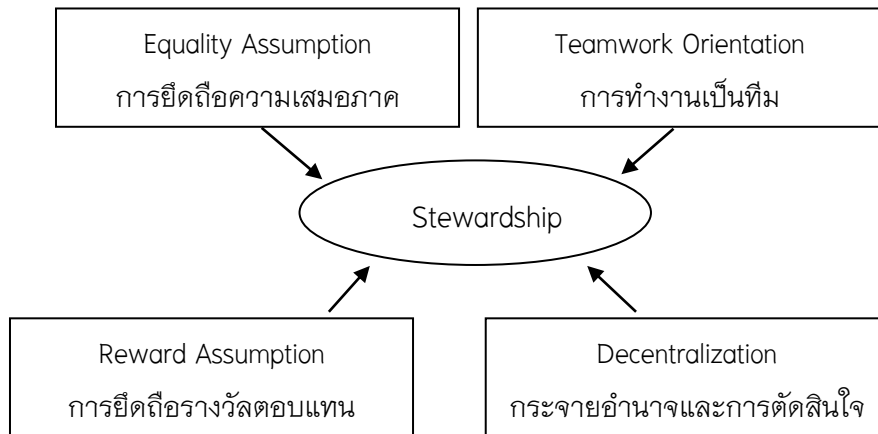 Equality Assumption
การยึดถือความเสมอภาค
Teamwork Orientation
การทำงานเป็นทีม
Stewardship
Reward Assumption
การยึดถือรางวัลตอบแทน
Decentralization
กระจายอำนาจและการตัดสินใจ